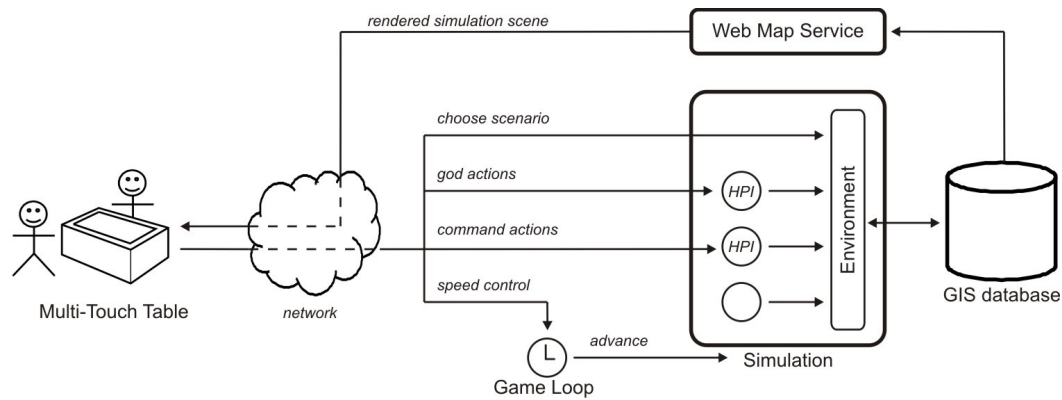 rendered simulation scene
Web Map Service
choose scenario
god actions
HPI
command actions
HPI
Environment
speed control
GIS database
Multi-Touch Table
network
advance
Simulation
Game Loop